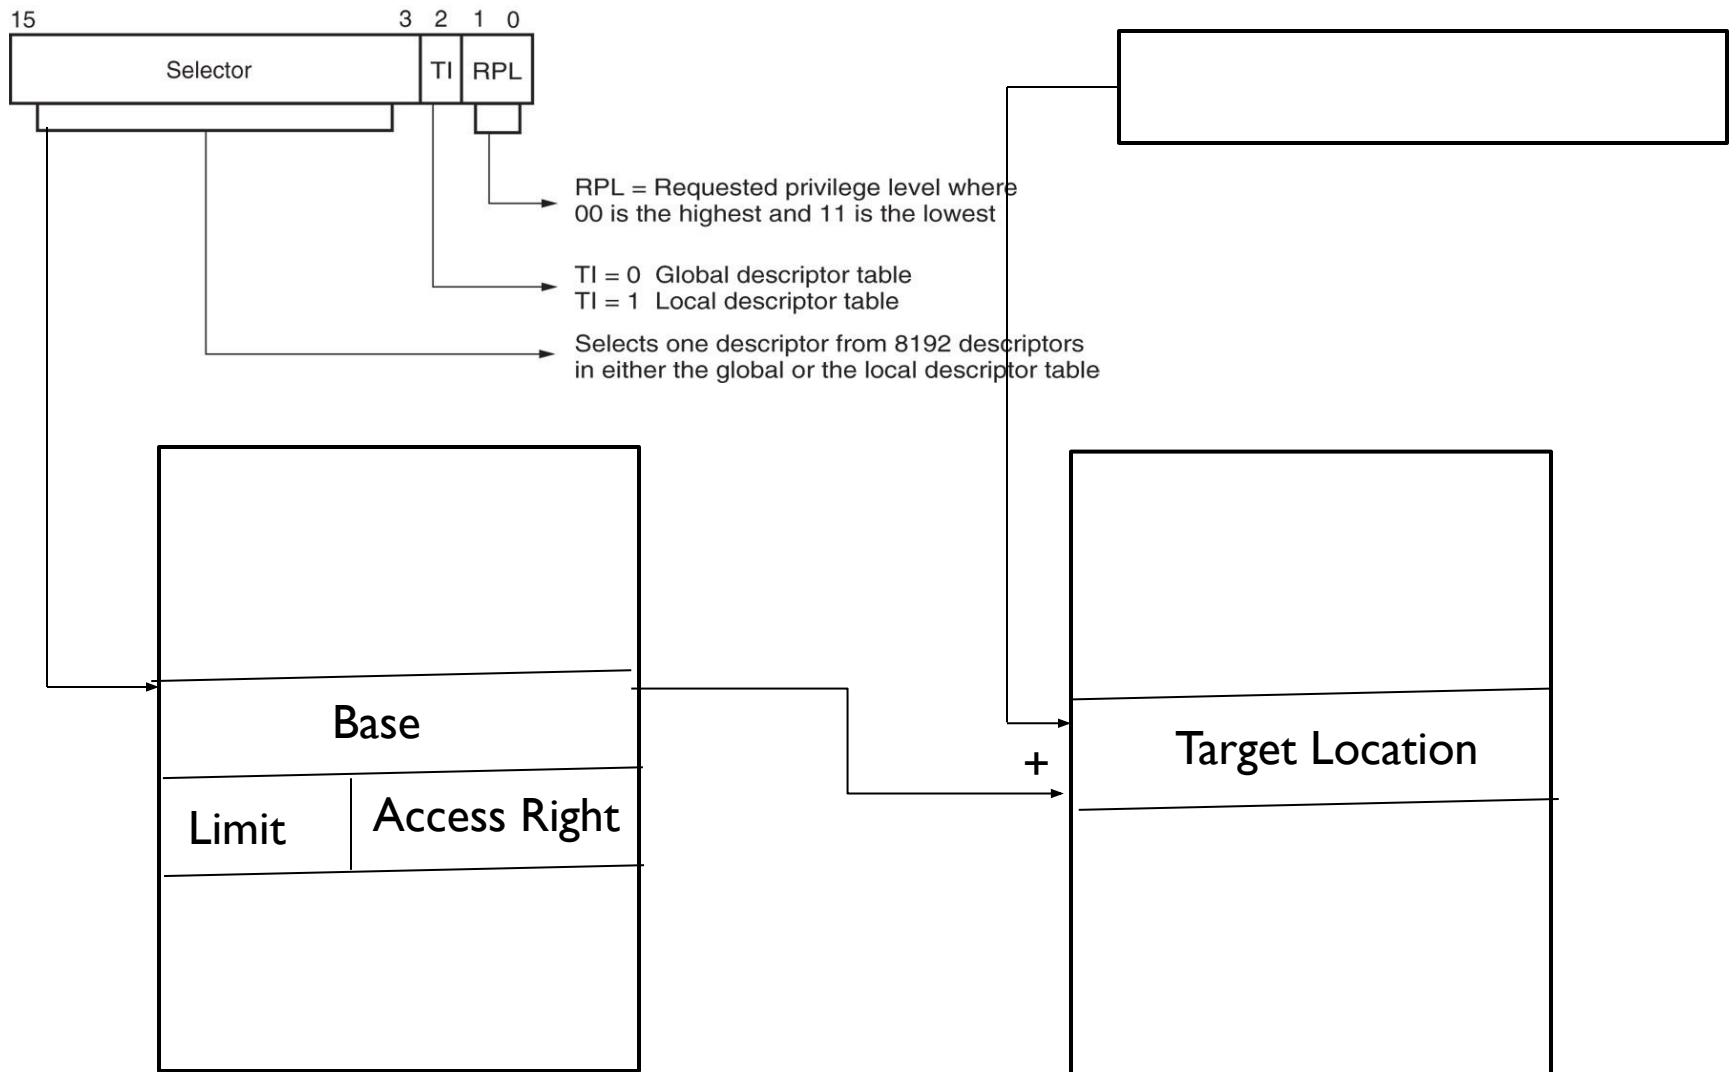 15 3 2 1 0
Selector TI RPL
RPL = Requested privilege level where
00 is the highest and 11 is the lowest
TI = 0 Global descriptor table
TI = 1 Local descriptor table
Selects one descriptor from 8192 descriptors
in either the global or the local descriptor table
Base
Limit Access Right
+
Target Location